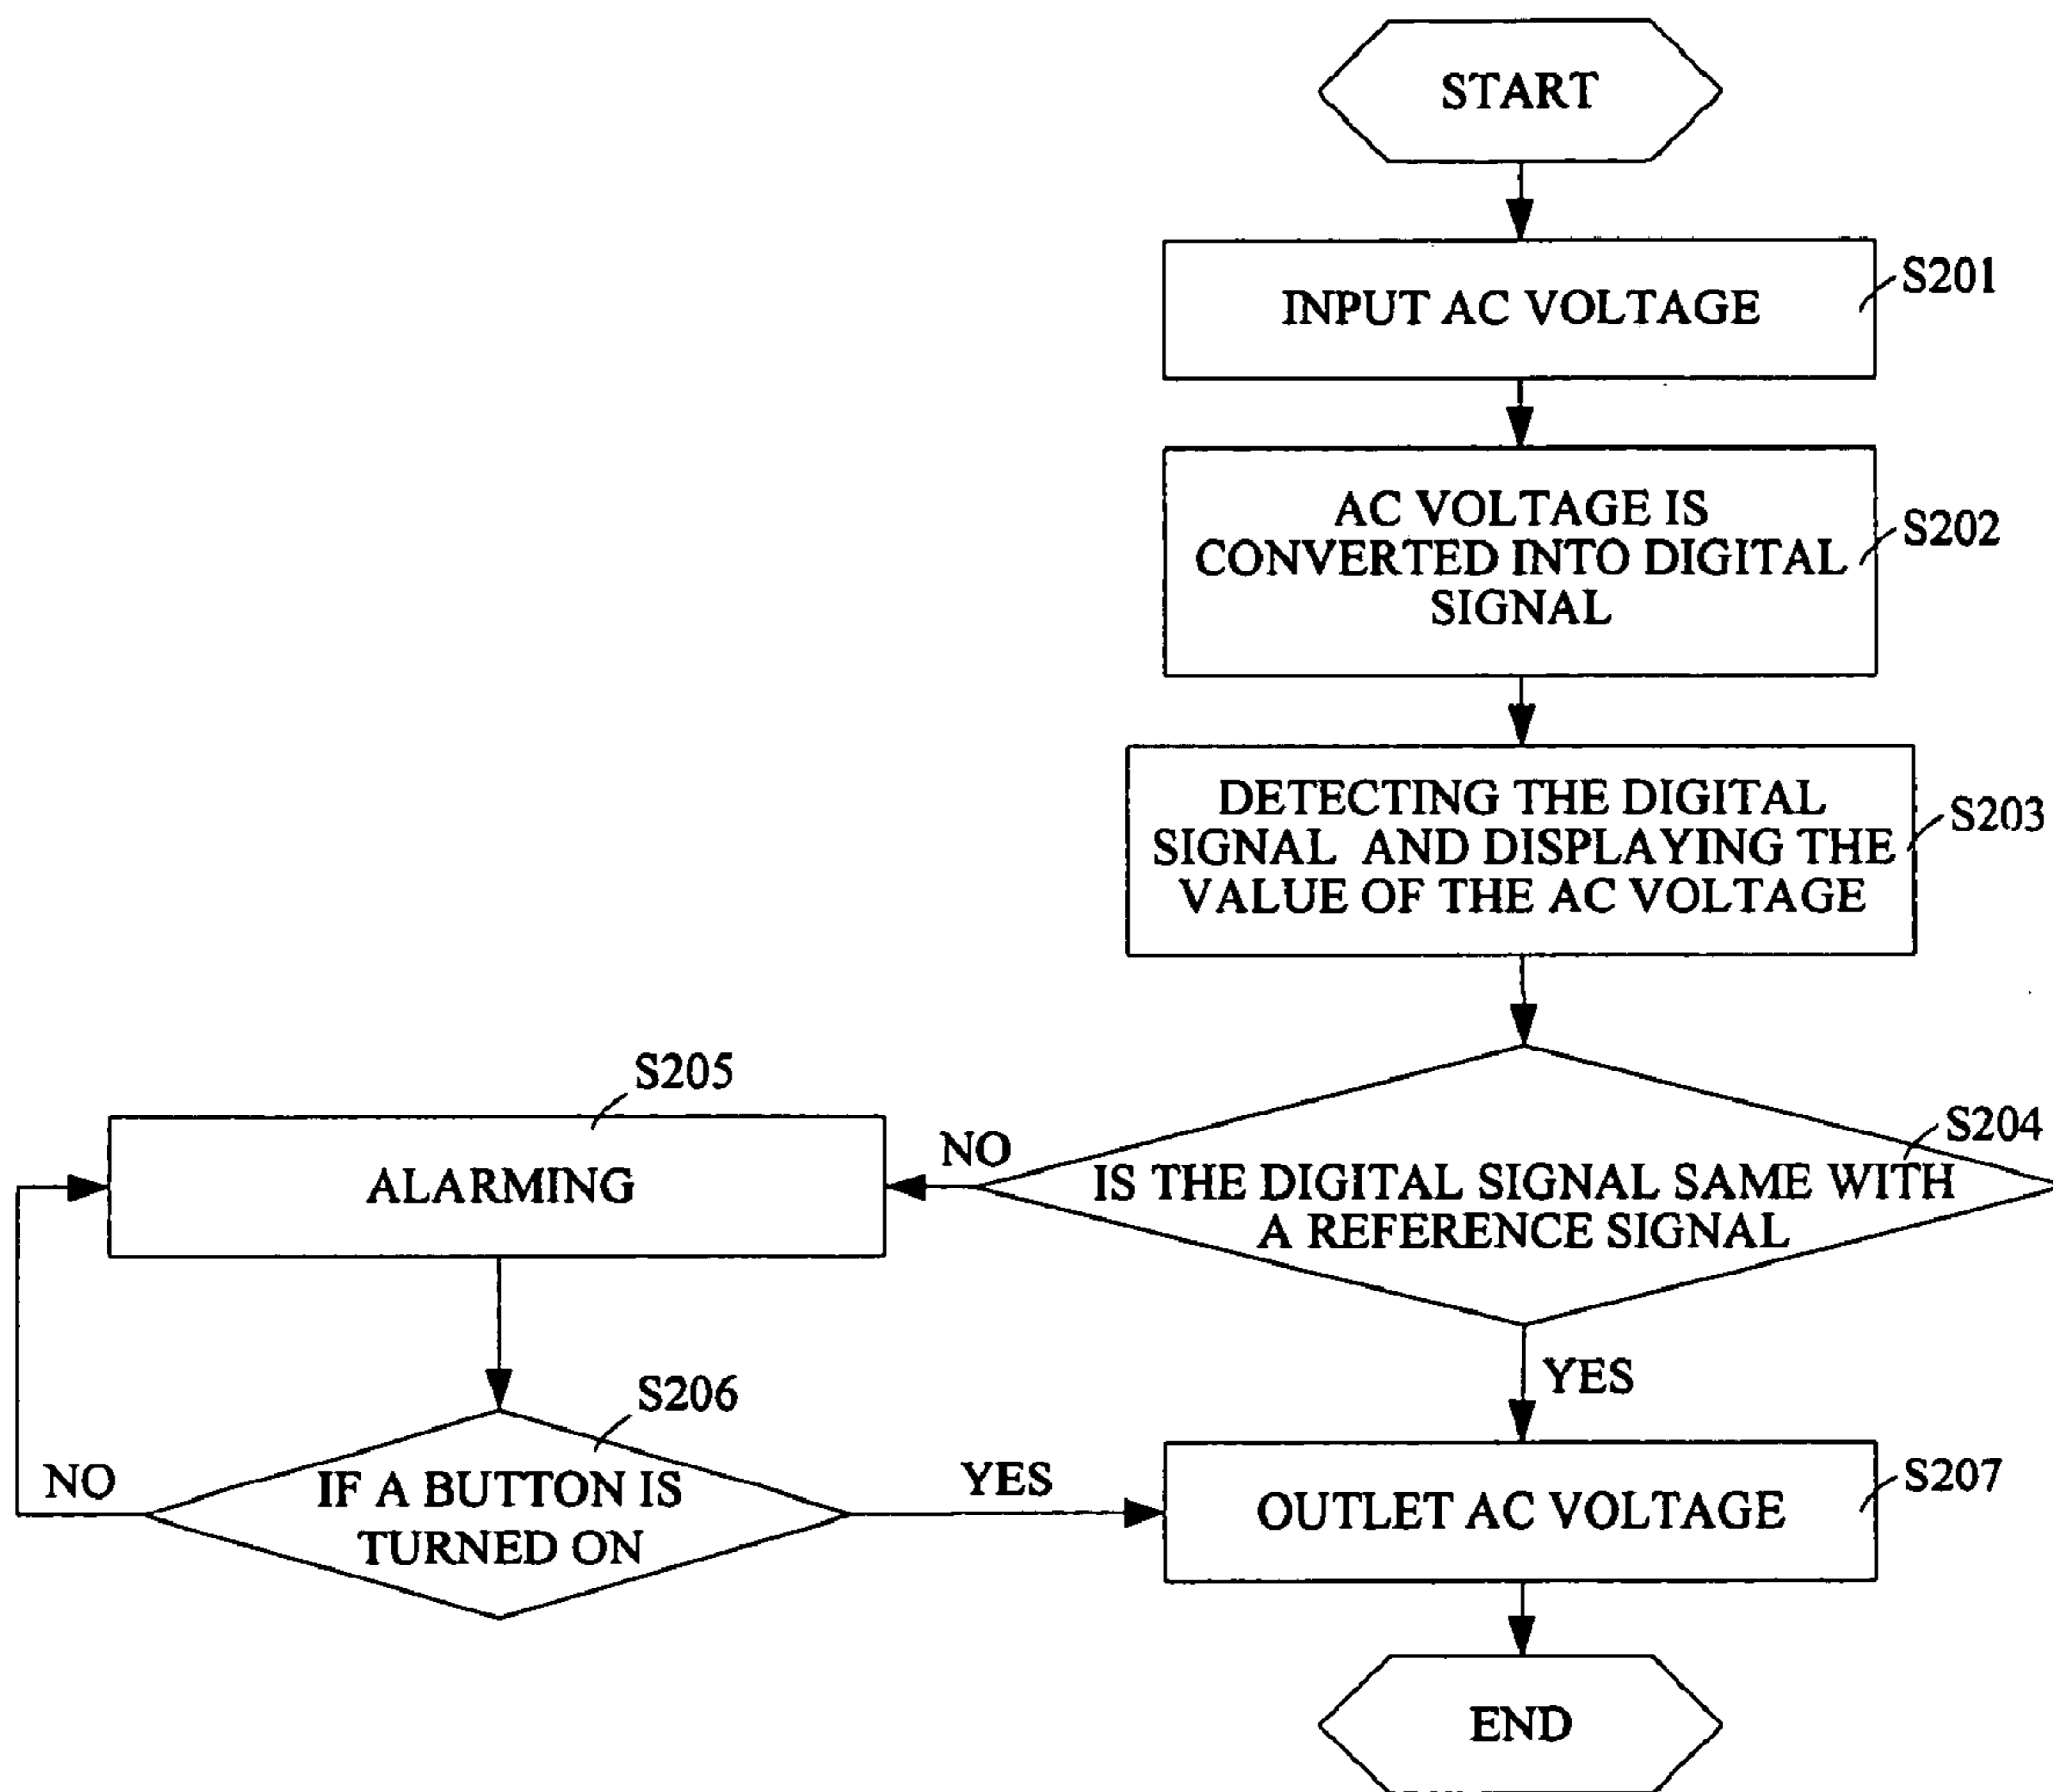 START
INPUT AC VOLTAGE
S201
AC VOLTAGE IS
CONVERTED INTO DIGITAL
SIGNAL
S202
DETECTING THE DIGITAL
SIGNAL AND DISPLAYING THE
VALUE OF THE AC VOLTAGE
S203
S204
IS THE DIGITAL SIGNAL SAME WITH
A REFERENCE SIGNAL
NO
S205
ALARMING
YES
S206
IF A BUTTON IS
TURNED ON
NO
YES
S207
OUTLET AC VOLTAGE
END